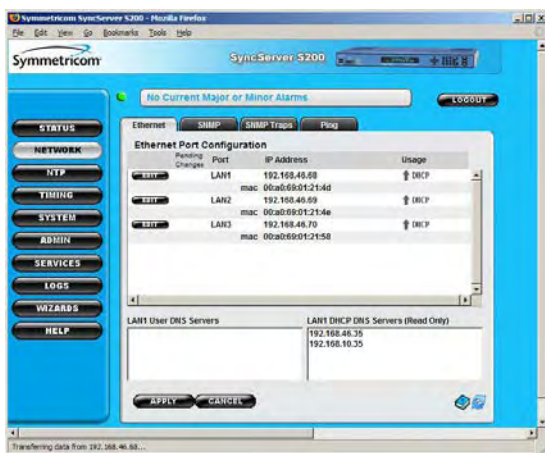 Symmetricom SyncServer S200 - Mozilla Firefox
File Edit View Go Bookmarks Tools Help
Symmetricom
SyncServer S200
No Current Major or Minor Alarms
LOGOUT
STATUS
NETWORK
NTP
TIMING
SYSTEM
ADMIN
SERVICES
LOGS
WIZARDS
HELP
Ethernet SNMP SNMP Traps Ping
Ethernet Port Configuration
Pending Changes Port IP Address Usage
EDIT LAN1 192.168.46.68 DHCP
mac 00:a0:69:01:21:4d
EDIT LAN2 192.168.46.69 DHCP
mac 00:a0:69:01:21:4e
EDIT LAN3 192.168.46.70 DHCP
mac 00:a0:69:01:21:58
LAN1 User DNS Servers
LAN1 DHCP DNS Servers (Read Only)
192.168.46.35
192.168.10.35
APPLY CANCEL
Transferring data from 192.168.46.68...